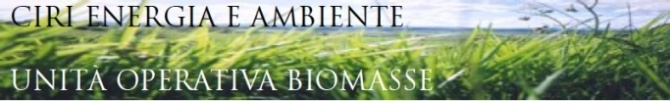 CIRI ENERGIA E AMBIENTE
UNITÀ OPERATIVA BIOMASSE